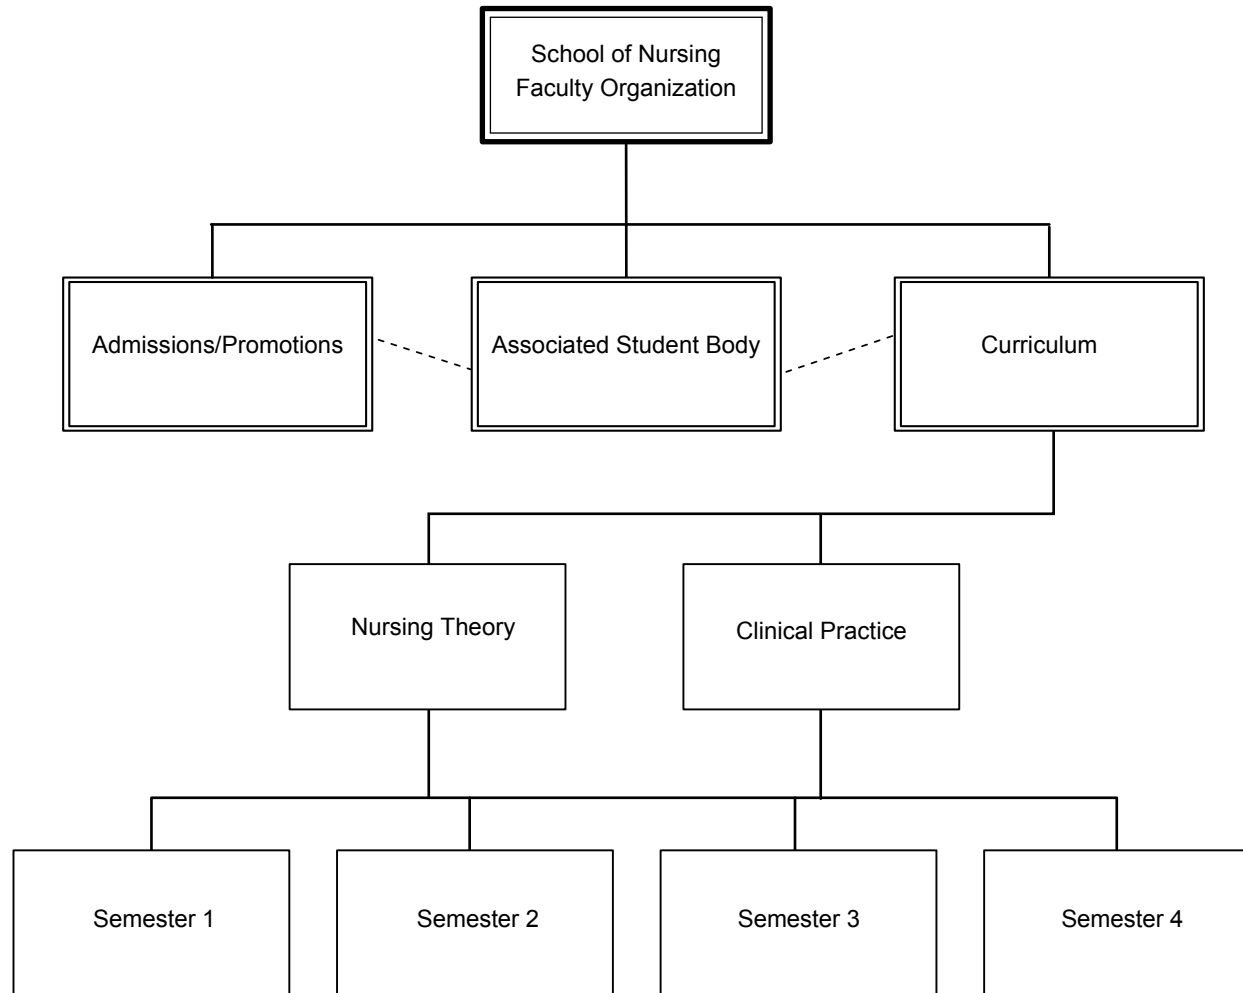 School of Nursing
Faculty Organization
Admissions/Promotions
Associated Student Body
Curriculum
Nursing Theory
Clinical Practice
Semester 1
Semester 2
Semester 3
Semester 4